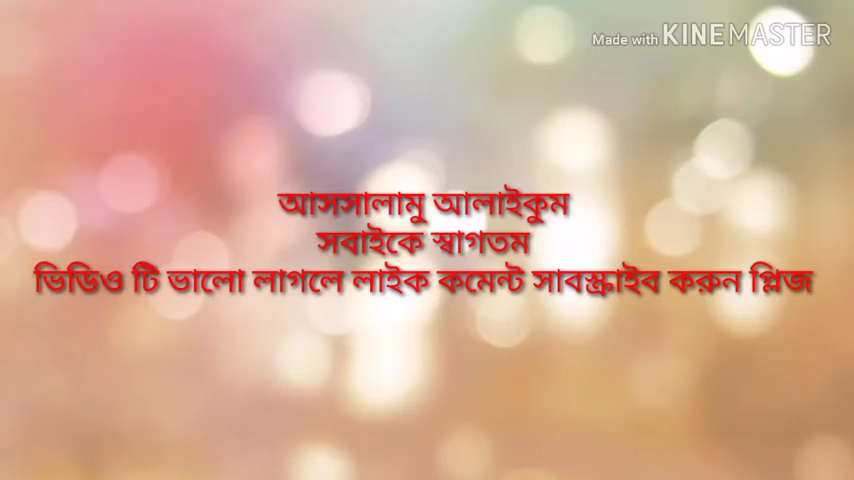 Made with KINEMASTER
আসসালামু আলাইকুম
সবাইকে স্বাগতম
ভিডিও টি ভালো লাগলে লাইক কমেন্ট সাবস্ক্রাইব করুন প্লিজ